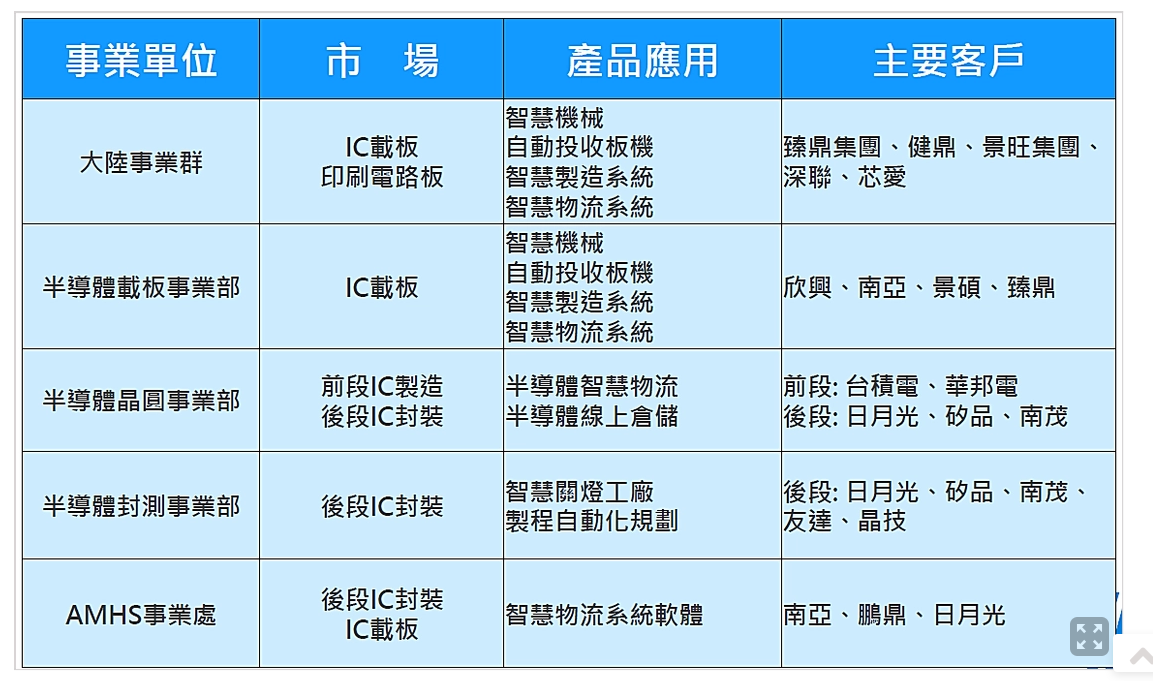 事業單位
市　場
產品應用
主要客戶
大陸事業群
IC載板
印刷電路板
智慧機械
自動投收板機
智慧製造系統
智慧物流系統
臻鼎集團、健鼎、景旺集團、
深聯、芯愛
半導體載板事業部
IC載板
智慧機械
自動投收板機
智慧製造系統
智慧物流系統
欣興、南亞、景碩、臻鼎
半導體晶圓事業部
前段IC製造
後段IC封裝
半導體智慧物流
半導體線上倉儲
前段: 台積電、華邦電
後段: 日月光、矽品、南茂
半導體封測事業部
後段IC封裝
智慧關燈工廠
製程自動化規劃
後段: 日月光、矽品、南茂、
友達、晶技
AMHS事業處
後段IC封裝
IC載板
智慧物流系統軟體
南亞、鵬鼎、日月光